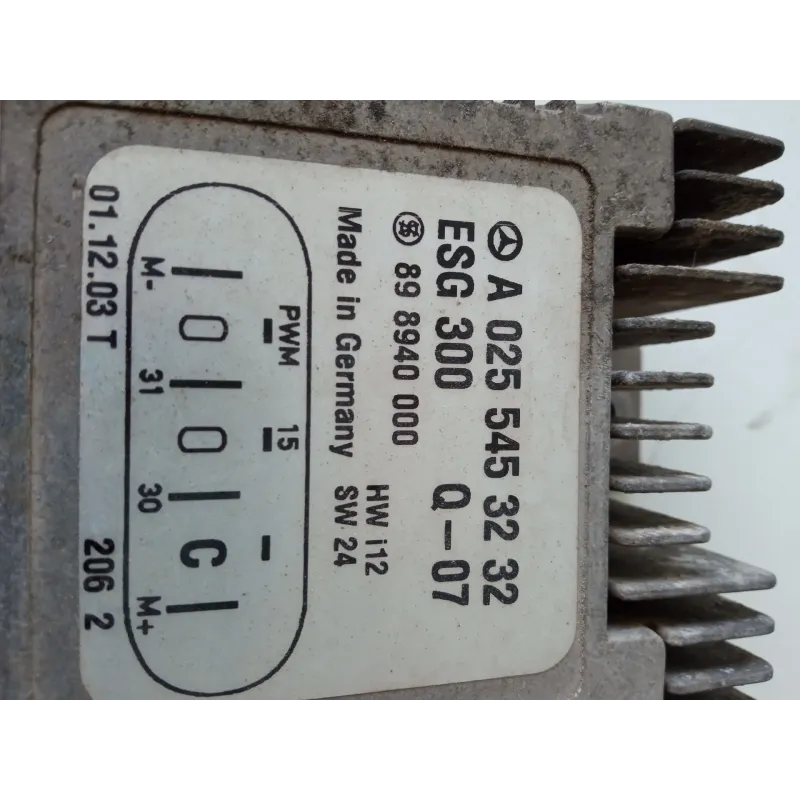 A 025 545 32 32
ESG 300 Q-07
89 8940 000
HW i12
Made in Germany SW 24
PWM 15
O O C
M- 31 30 M+
01.12.03 T 206 2